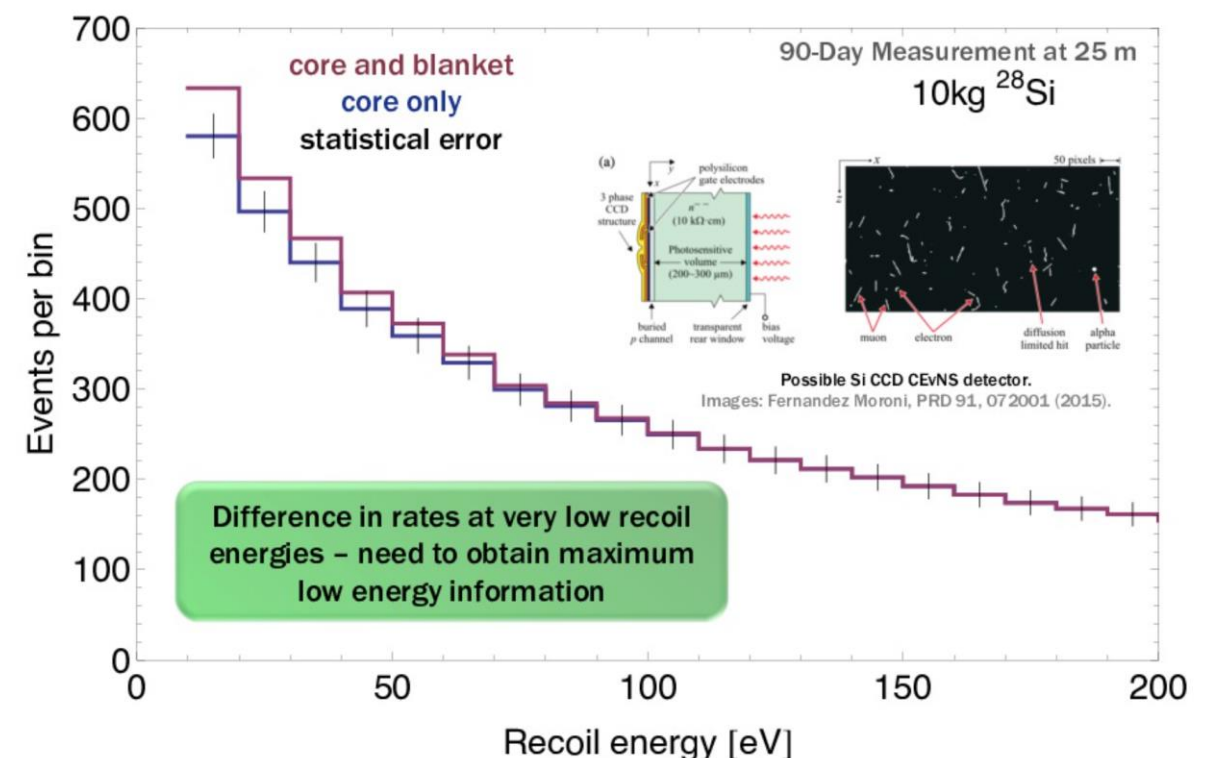 700
600
500
400
300
200
100
0
Events per bin
0
50
100
150
200
Recoil energy [eV]
core and blanket
core only
statistical error
90-Day Measurement at 25 m
10kg ²⁸Si
(a)
y
x
polysilicon
gate electrodes
3 phase
CCD
structure
n⁻⁻
(10 kΩ·cm)
Photosensitive
volume
(200~300 μm)
buried
p channel
transparent
rear window
bias
voltage
x
50 pixels
muon
electron
diffusion
limited hit
alpha
particle
Possible Si CCD CEvNS detector.
Images: Fernandez Moroni, PRD 91, 072001 (2015).
Difference in rates at very low recoil
energies – need to obtain maximum
low energy information